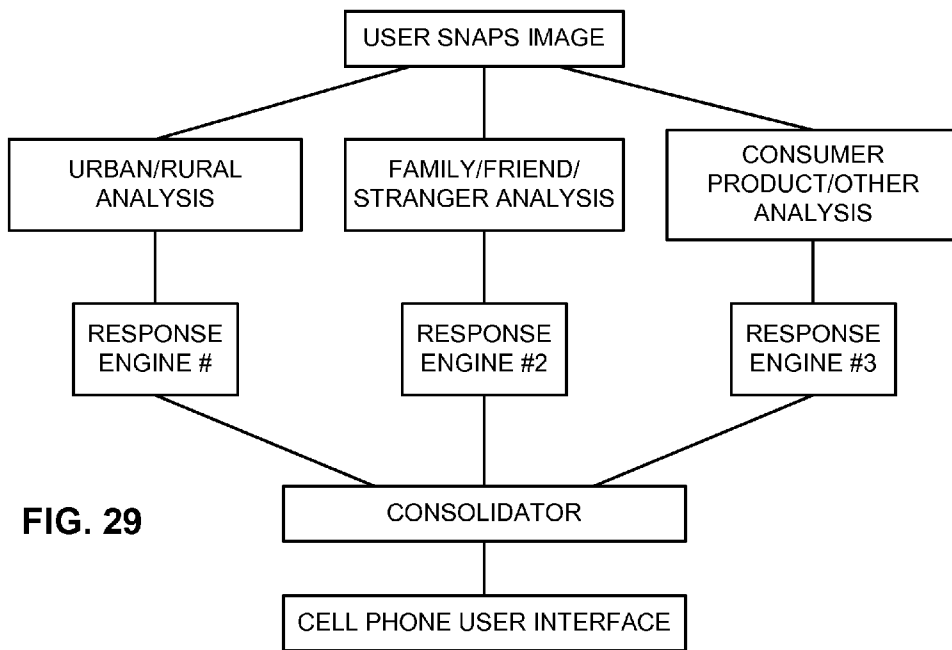 USER SNAPS IMAGE
URBAN/RURAL
ANALYSIS
FAMILY/FRIEND/
STRANGER ANALYSIS
CONSUMER
PRODUCT/OTHER
ANALYSIS
RESPONSE
ENGINE #
RESPONSE
ENGINE #2
RESPONSE
ENGINE #3
CONSOLIDATOR
FIG. 29
CELL PHONE USER INTERFACE